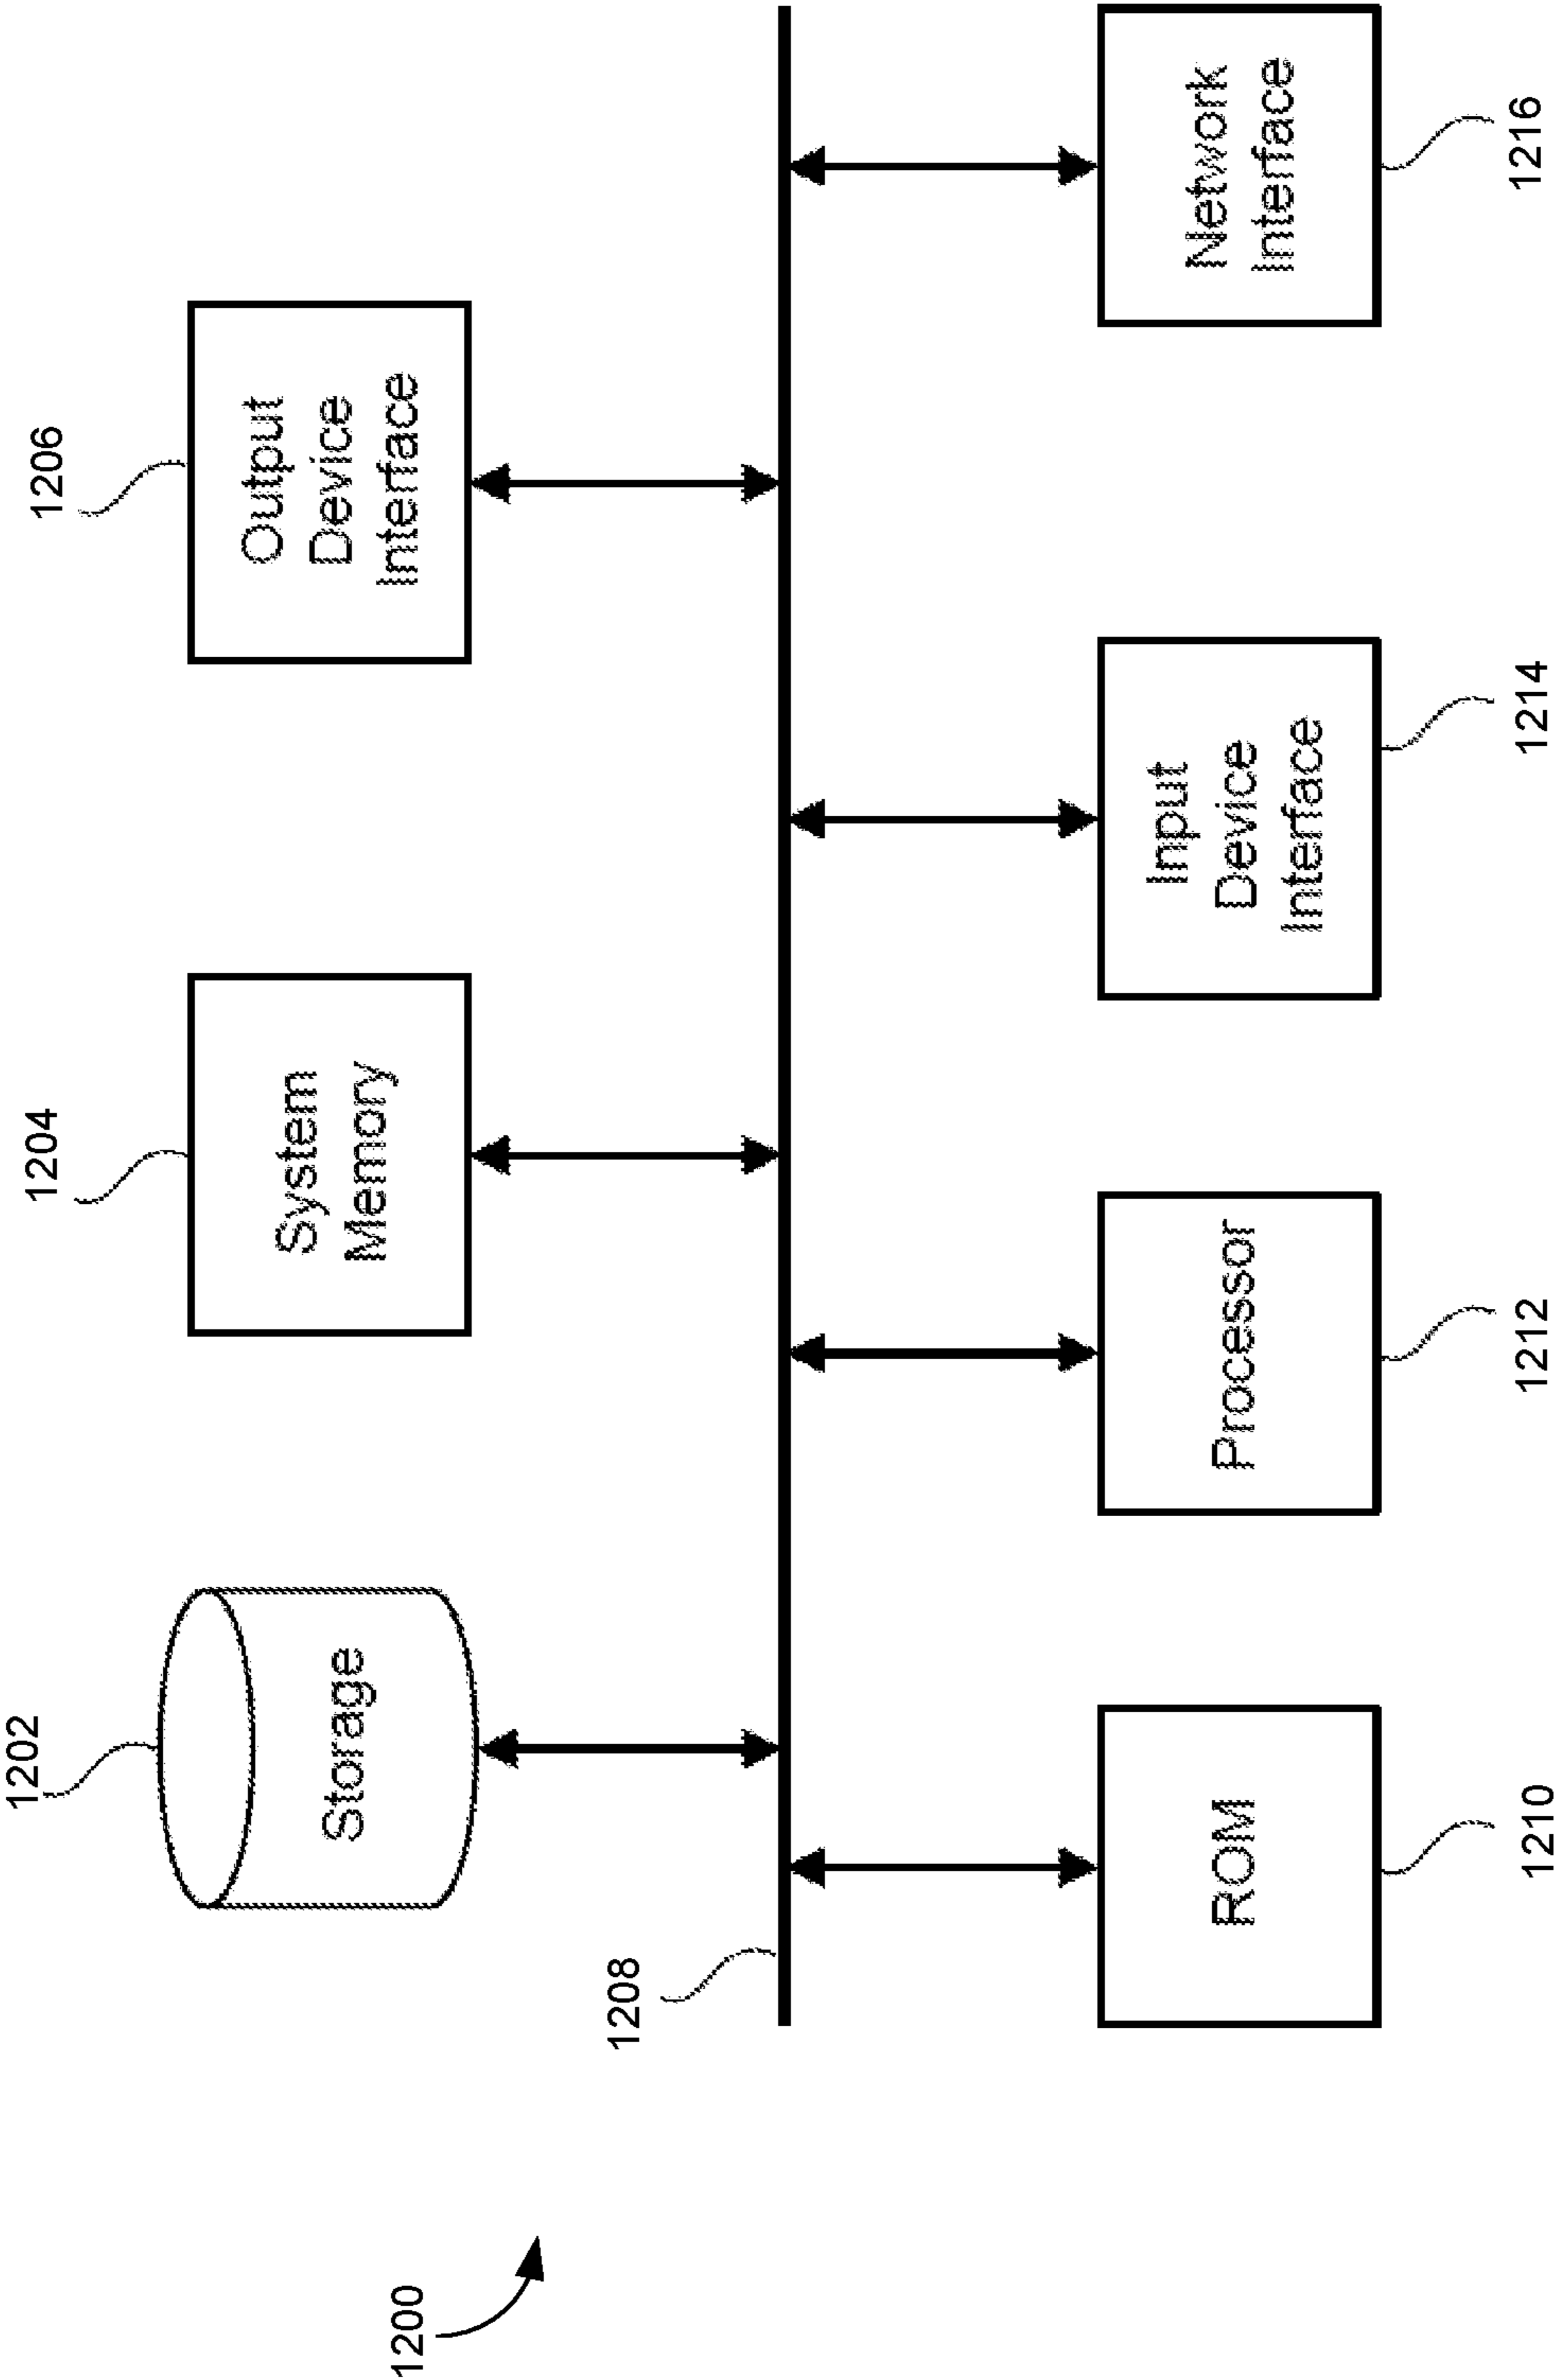 1200
1202
1204
1206
Storage
System
Memory
Output
Device
Interface
1208
ROM
Processor
Input
Device
Interface
Network
Interface
1210
1212
1214
1216